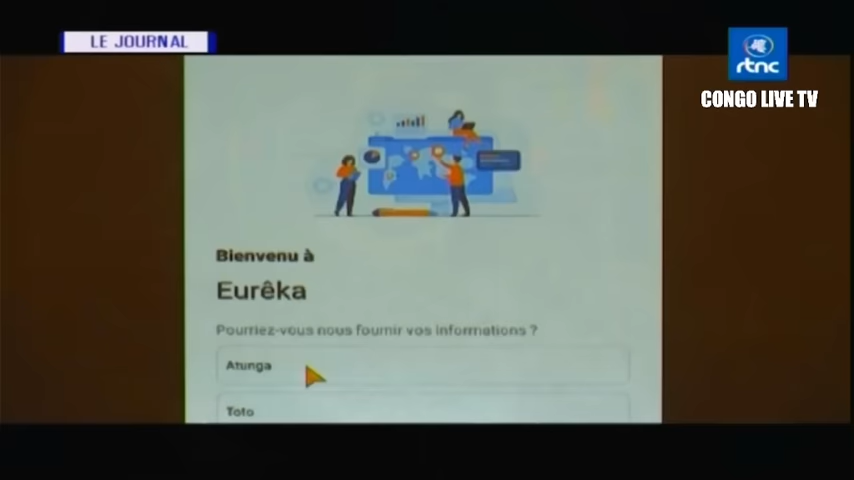 LE JOURNAL
rtnc
CONGO LIVE TV
Bienvenu à
Eurêka
Pourriez-vous nous fournir vos informations ?
Atunga
Toto